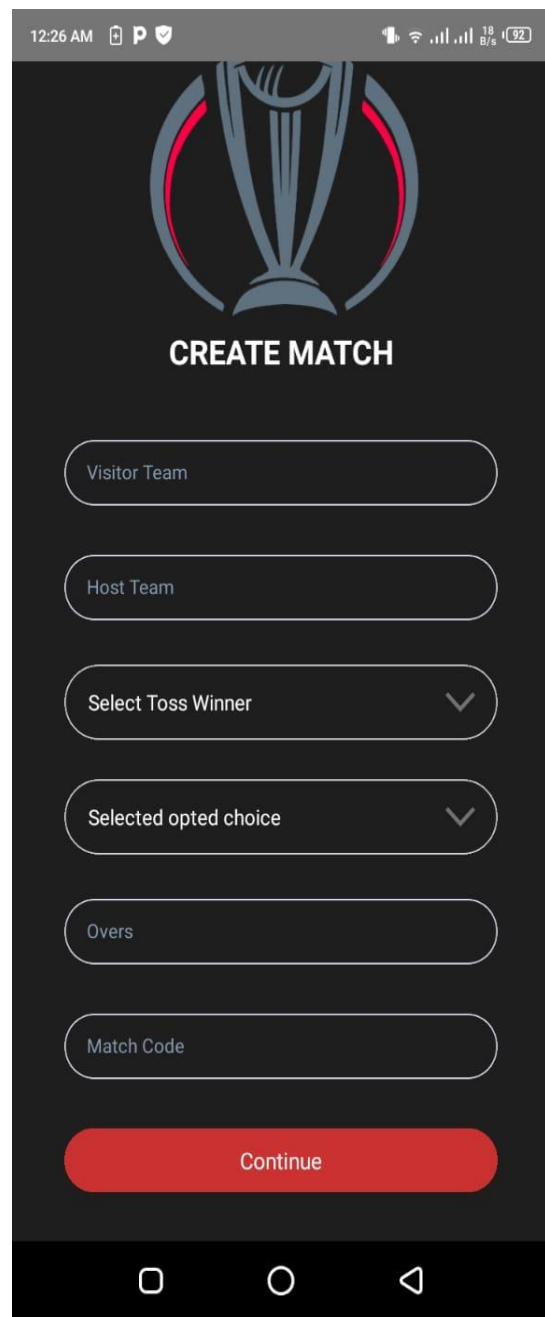 12:26 AM P 18 B/s 92
CREATE MATCH
Visitor Team
Host Team
Select Toss Winner
Selected opted choice
Overs
Match Code
Continue